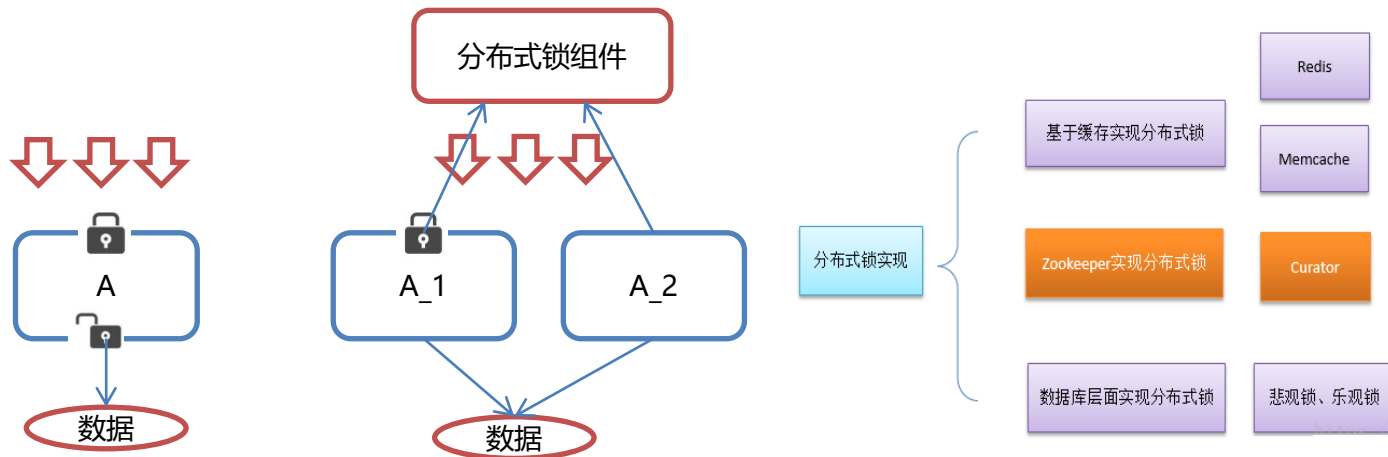 A
数据
分布式锁组件
A_1
A_2
数据
分布式锁实现
基于缓存实现分布式锁
Redis
Memcache
Zookeeper实现分布式锁
Curator
数据库层面实现分布式锁
悲观锁、乐观锁